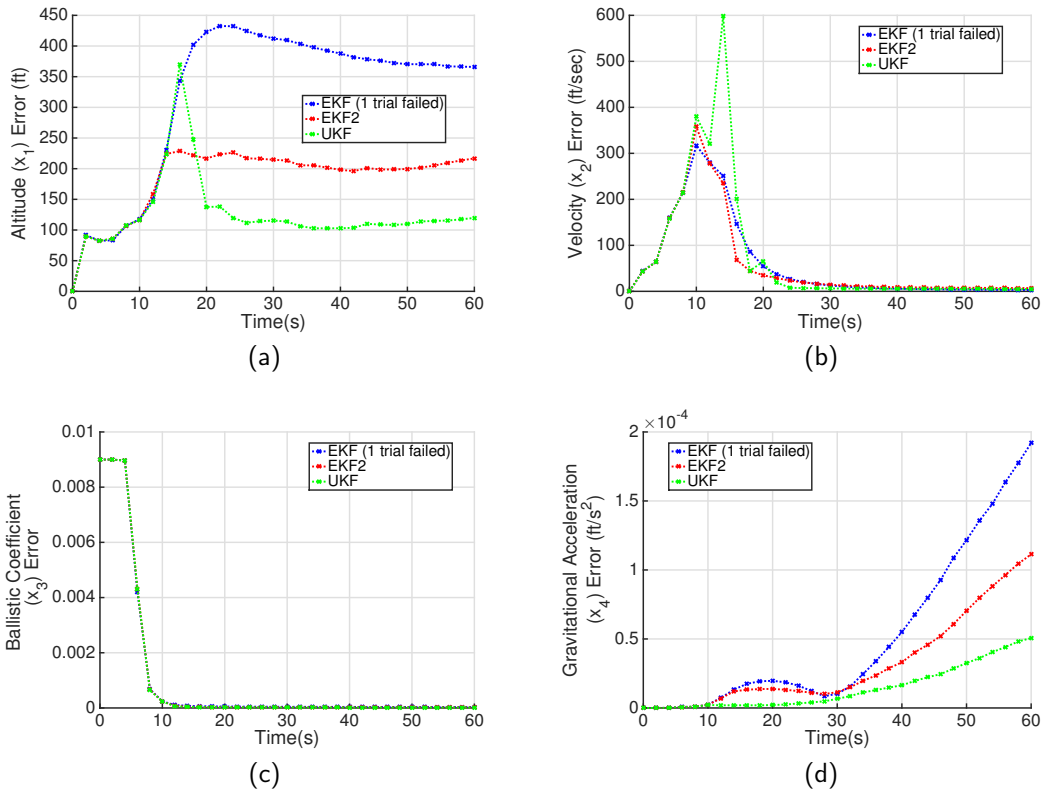 450
400
350
300
250
200
150
100
50
0
Altitude (x₁) Error (ft)
EKF (1 trial failed)
EKF2
UKF
0 10 20 30 40 50 60
Time(s)
(a)
600
500
400
300
200
100
0
Velocity (x₂) Error (ft/sec)
EKF (1 trial failed)
EKF2
UKF
0 10 20 30 40 50 60
Time(s)
(b)
0.01
0.008
0.006
0.004
0.002
0
Ballistic Coefficient
(x₃) Error
EKF (1 trial failed)
EKF2
UKF
0 10 20 30 40 50 60
Time(s)
(c)
×10⁻⁴
2
1.5
1
0.5
0
Gravitational Acceleration
(x₄) Error (ft/s²)
EKF (1 trial failed)
EKF2
UKF
0 10 20 30 40 50 60
Time(s)
(d)